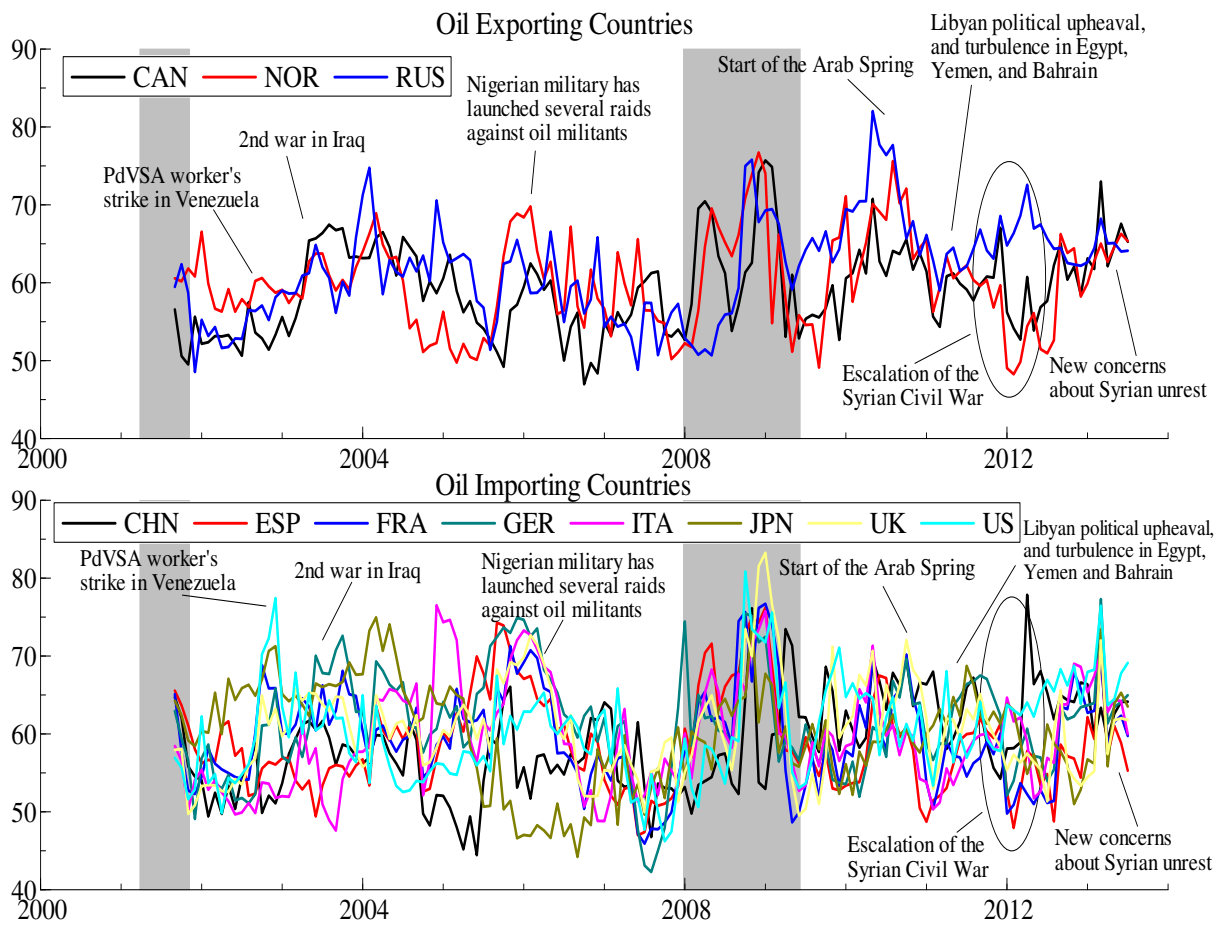 Oil Exporting Countries
90
80
70
60
50
40
CAN NOR RUS
PdVSA worker's
strike in Venezuela
2nd war in Iraq
Nigerian military has
launched several raids
against oil militants
Start of the Arab Spring
Libyan political upheaval,
and turbulence in Egypt,
Yemen, and Bahrain
Escalation of the
Syrian Civil War
New concerns
about Syrian unrest
2000 2004 2008 2012
Oil Importing Countries
90
80
70
60
50
40
CHN ESP FRA GER ITA JPN UK US
PdVSA worker's
strike in Venezuela
2nd war in Iraq
Nigerian military has
launched several raids
against oil militants
Start of the Arab Spring
Libyan political upheaval,
and turbulence in Egypt,
Yemen and Bahrain
Escalation of the
Syrian Civil War
New concerns
about Syrian unrest
2000 2004 2008 2012